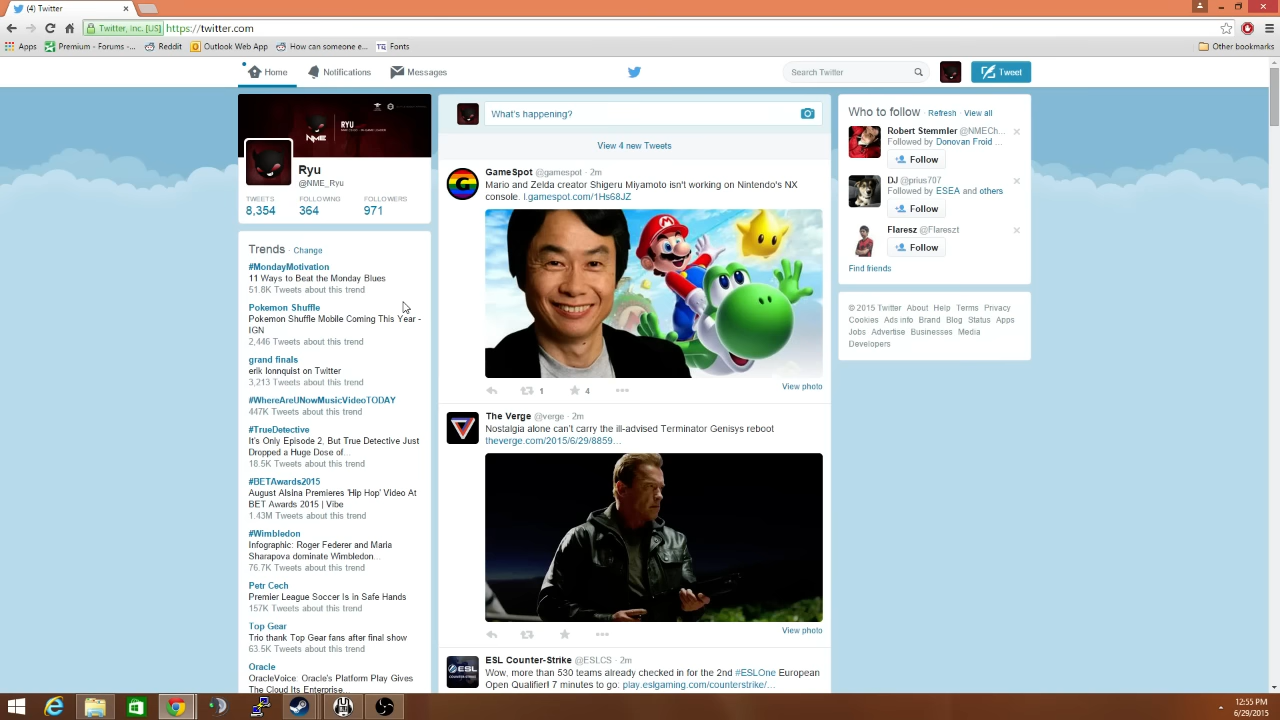 (4) Twitter
Twitter, Inc. [US] https://twitter.com
Apps Premium - Forums -... Reddit Outlook Web App How can someone e... TQ Fonts Other bookmarks
Home Notifications Messages Search Twitter Tweet
NME RYU
Ryu
@NME_Ryu
TWEETS FOLLOWING FOLLOWERS
8,354 364 971
Trends · Change
#MondayMotivation
11 Ways to Beat the Monday Blues
51.8K Tweets about this trend
Pokemon Shuffle
Pokemon Shuffle Mobile Coming This Year -
IGN
2,446 Tweets about this trend
grand finals
erik lonnquist on Twitter
3,213 Tweets about this trend
#WhereAreUNowMusicVideoTODAY
447K Tweets about this trend
#TrueDetective
It's Only Episode 2, But True Detective Just
Dropped a Huge Dose of...
18.5K Tweets about this trend
#BETAwards2015
August Alsina Premieres 'Hip Hop' Video At
BET Awards 2015 | Vibe
1.43M Tweets about this trend
#Wimbledon
Infographic: Roger Federer and Maria
Sharapova dominate Wimbledon...
76.7K Tweets about this trend
Petr Cech
Premier League Soccer Is in Safe Hands
157K Tweets about this trend
Top Gear
Trio thank Top Gear fans after final show
63.5K Tweets about this trend
Oracle
OracleVoice: Oracle's Platform Play Gives
The Cloud Its Enterprise...
What's happening?
View 4 new Tweets
GameSpot @gamespot · 2m
Mario and Zelda creator Shigeru Miyamoto isn't working on Nintendo's NX
console. l.gamespot.com/1Hs68JZ
1 4 View photo
The Verge @verge · 2m
Nostalgia alone can't carry the ill-advised Terminator Genisys reboot
theverge.com/2015/6/29/8859...
View photo
ESL Counter-Strike @ESLCS · 2m
Wow, more than 530 teams already checked in for the 2nd #ESLOne European
Open Qualifier! 7 minutes to go: play.eslgaming.com/counterstrike/...
ESL
Who to follow · Refresh · View all
Robert Stemmler @NMECh...
Followed by Donovan Froid ...
Follow
DJ @prius707
Followed by ESEA and others
Follow
Flaresz @Flareszt
Follow
Find friends
© 2015 Twitter About Help Terms Privacy
Cookies Ads info Brand Blog Status Apps
Jobs Advertise Businesses Media
Developers
12:55 PM
6/29/2015